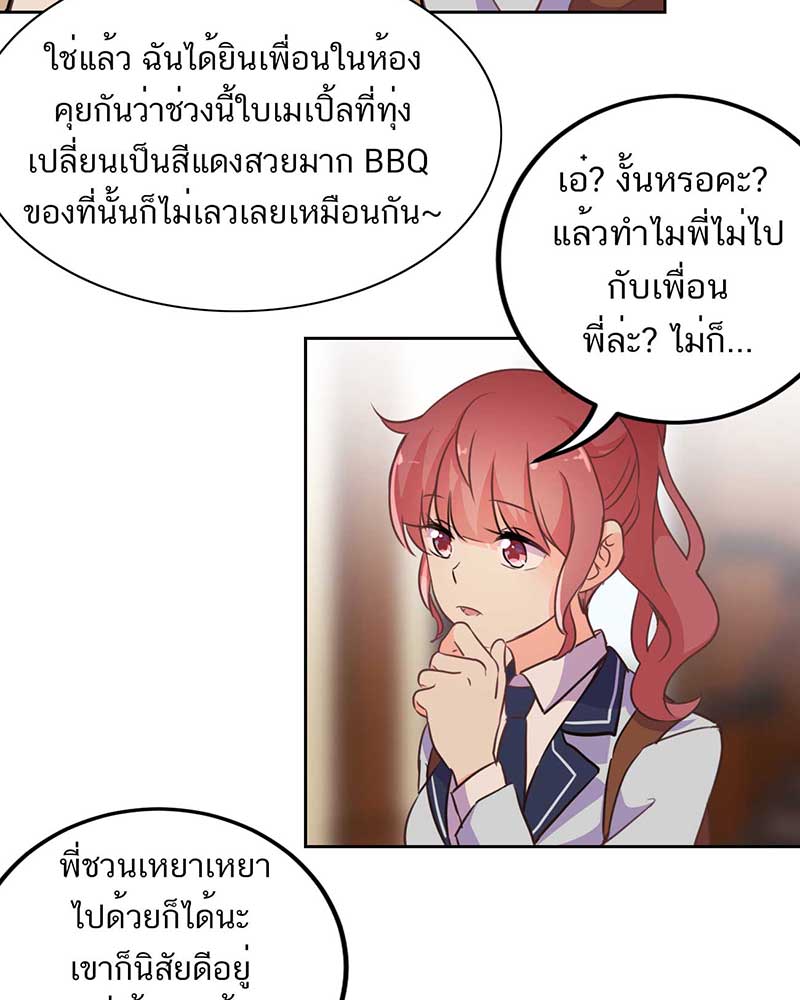 ใช่แล้ว ฉันได้ยินเพื่อนในห้อง
คุยกันว่าช่วงนี้ใบเมเปิ้ลที่ทุ่ง
เปลี่ยนเป็นสีแดงสวยมาก BBQ
ของที่นั้นก็ไม่เลวเลยเหมือนกัน~
เอ๋? งั้นหรอคะ?
แล้วทำไมพี่ไม่ไป
กับเพื่อน
พี่ล่ะ? ไม่ก็...
พี่ชวนเหยาเหยา
ไปด้วยก็ได้นะ
เขาก็นิสัยดีอยู่